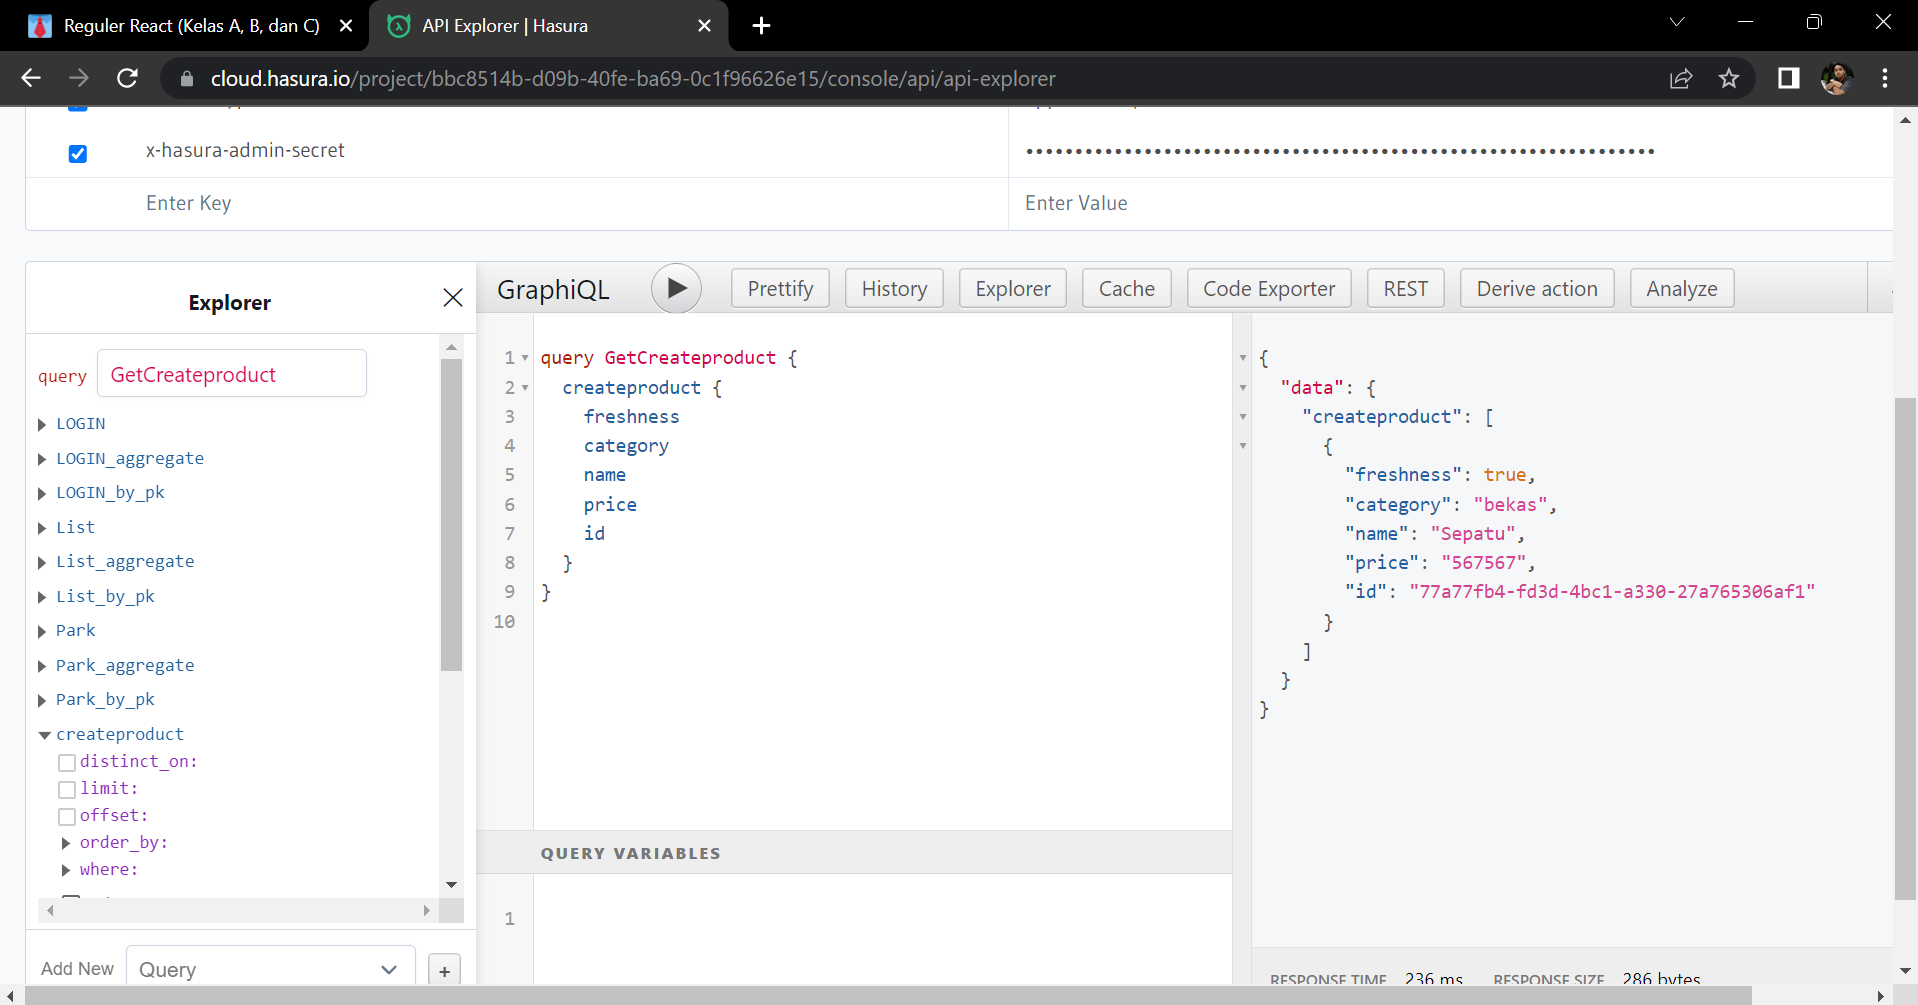 Reguler React (Kelas A, B, dan C)
API Explorer | Hasura
cloud.hasura.io/project/bbc8514b-d09b-40fe-ba69-0c1f96626e15/console/api/api-explorer
x-hasura-admin-secret
••••••••••••••••••••••••••••••••••••••••••••••••••••••••••••••••
Enter Key
Enter Value
Explorer
GraphiQL
Prettify
History
Explorer
Cache
Code Exporter
REST
Derive action
Analyze
query GetCreateproduct
LOGIN
LOGIN_aggregate
LOGIN_by_pk
List
List_aggregate
List_by_pk
Park
Park_aggregate
Park_by_pk
createproduct
distinct_on:
limit:
offset:
order_by:
where:
Add New
Query
+
1 query GetCreateproduct {
2 createproduct {
3 freshness
4 category
5 name
6 price
7 id
8 }
9 }
10
QUERY VARIABLES
1
{
"data": {
"createproduct": [
{
"freshness": true,
"category": "bekas",
"name": "Sepatu",
"price": "567567",
"id": "77a77fb4-fd3d-4bc1-a330-27a765306af1"
}
]
}
}
RESPONSE TIME 236 ms RESPONSE SIZE 286 bytes